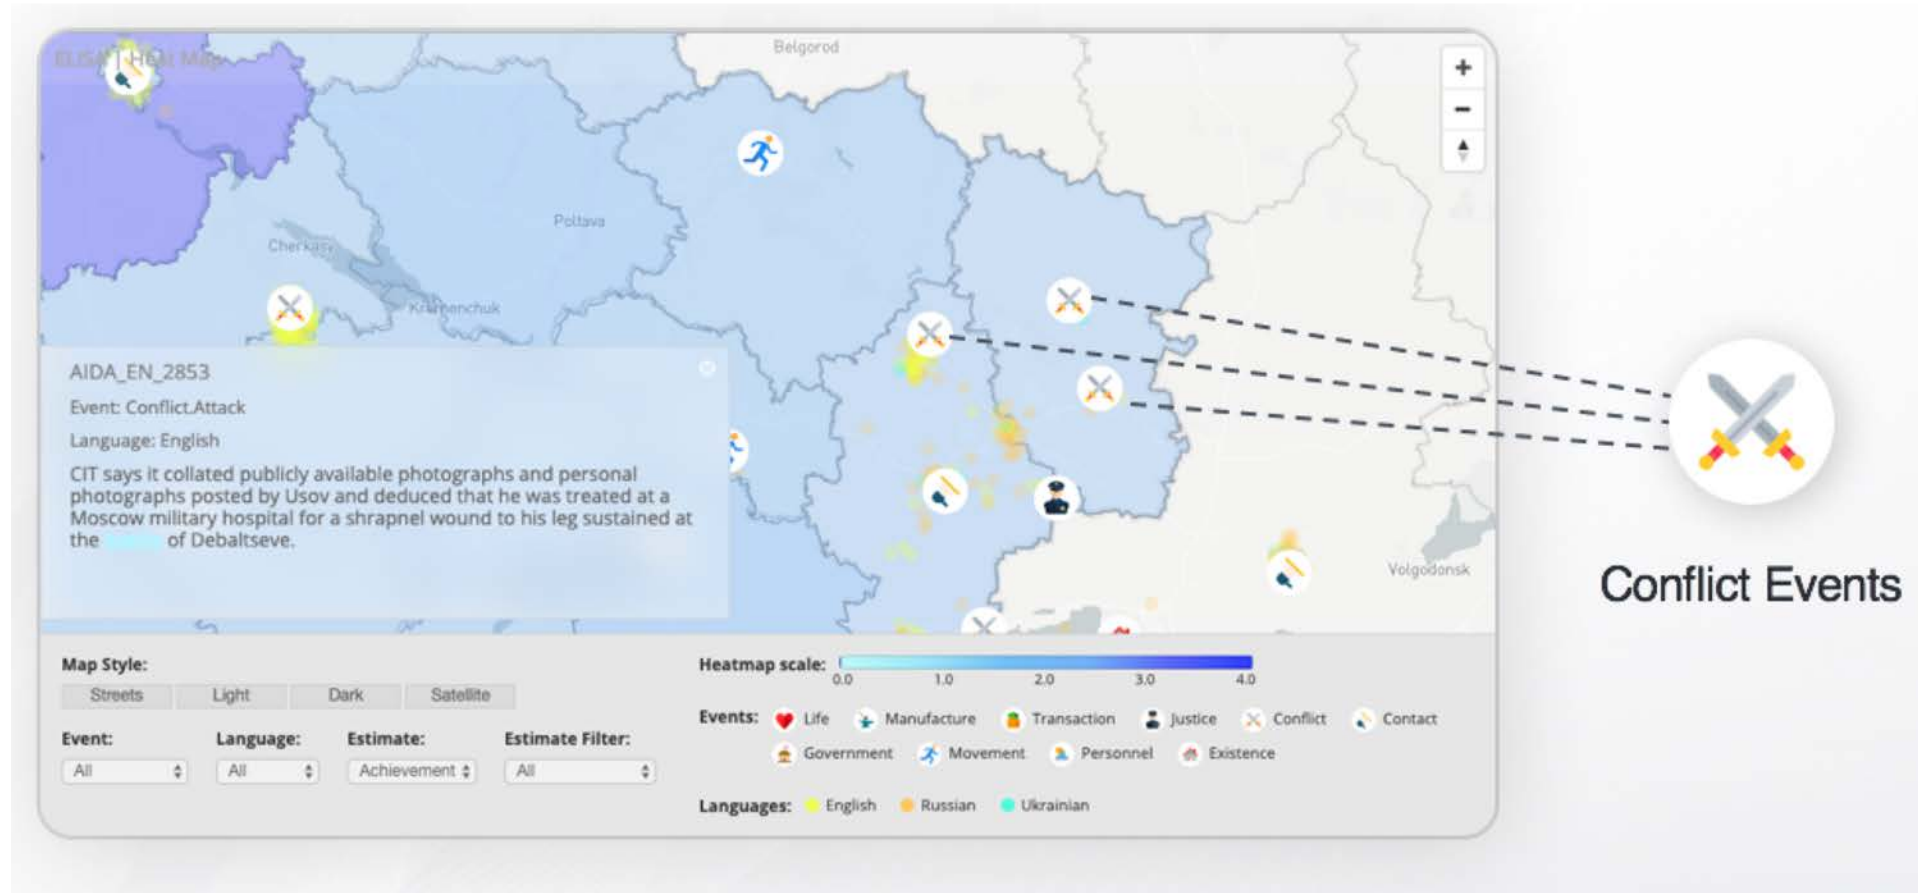 ELISA | Heat Map
Belgorod
Poltava
Cherkasy
Kremenchuk
Volgodonsk
AIDA_EN_2853
Event: Conflict.Attack
Language: English
CIT says it collated publicly available photographs and personal
photographs posted by Usov and deduced that he was treated at a
Moscow military hospital for a shrapnel wound to his leg sustained at
the of Debaltseve.
Conflict Events
Map Style:
Streets Light Dark Satellite
Event: Language: Estimate: Estimate Filter:
All All Achievement All
Heatmap scale:
0.0 1.0 2.0 3.0 4.0
Events: Life Manufacture Transaction Justice Conflict Contact
Government Movement Personnel Existence
Languages: English Russian Ukrainian